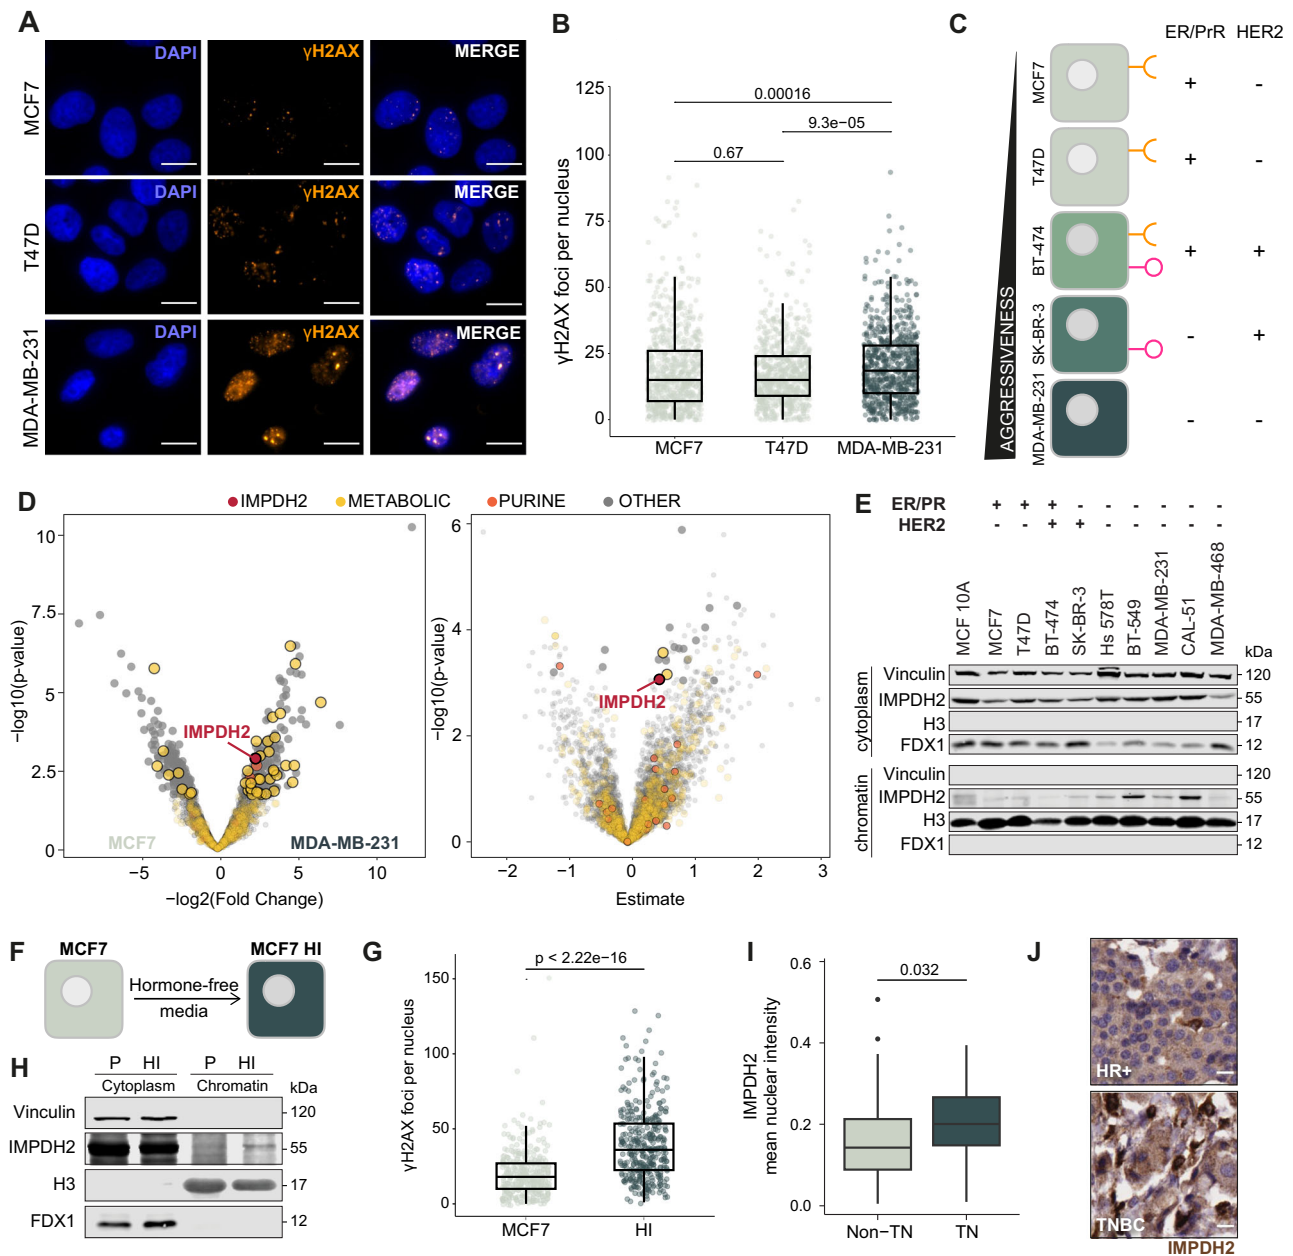 A
DAPI
γH2AX
MERGE
MCF7
DAPI
γH2AX
MERGE
T47D
DAPI
γH2AX
MERGE
MDA-MB-231
B
γH2AX foci per nucleus
125
100
75
50
25
0
0.00016
9.3e−05
0.67
MCF7
T47D
MDA-MB-231
C
ER/PrR
HER2
AGGRESSIVENESS
MCF7
+
-
T47D
+
-
BT-474
+
+
SK-BR-3
-
+
MDA-MB-231
-
-
D
IMPDH2
METABOLIC
PURINE
OTHER
−log10(p-value)
10
7.5
5
2.5
0
IMPDH2
MCF7
MDA-MB-231
−5
0
5
10
−log2(Fold Change)
−log10(p-value)
6
4
2
0
IMPDH2
−2
−1
0
1
2
3
Estimate
E
ER/PR + + + - - - - - -
HER2 - - + + - - - - -
MCF 10A
MCF7
T47D
BT-474
SK-BR-3
Hs 578T
BT-549
MDA-MB-231
CAL-51
MDA-MB-468
kDa
cytoplasm
Vinculin
120
IMPDH2
55
H3
17
FDX1
12
chromatin
Vinculin
120
IMPDH2
55
H3
17
FDX1
12
F
MCF7
MCF7 HI
Hormone-free
media
G
p < 2.22e−16
γH2AX foci per nucleus
150
100
50
0
MCF7
HI
H
P HI P HI
Cytoplasm Chromatin kDa
Vinculin
120
IMPDH2
55
H3
17
FDX1
12
I
IMPDH2
mean nuclear intensity
0.6
0.4
0.2
0.0
0.032
Non−TN
TN
J
HR+
TNBC
IMPDH2